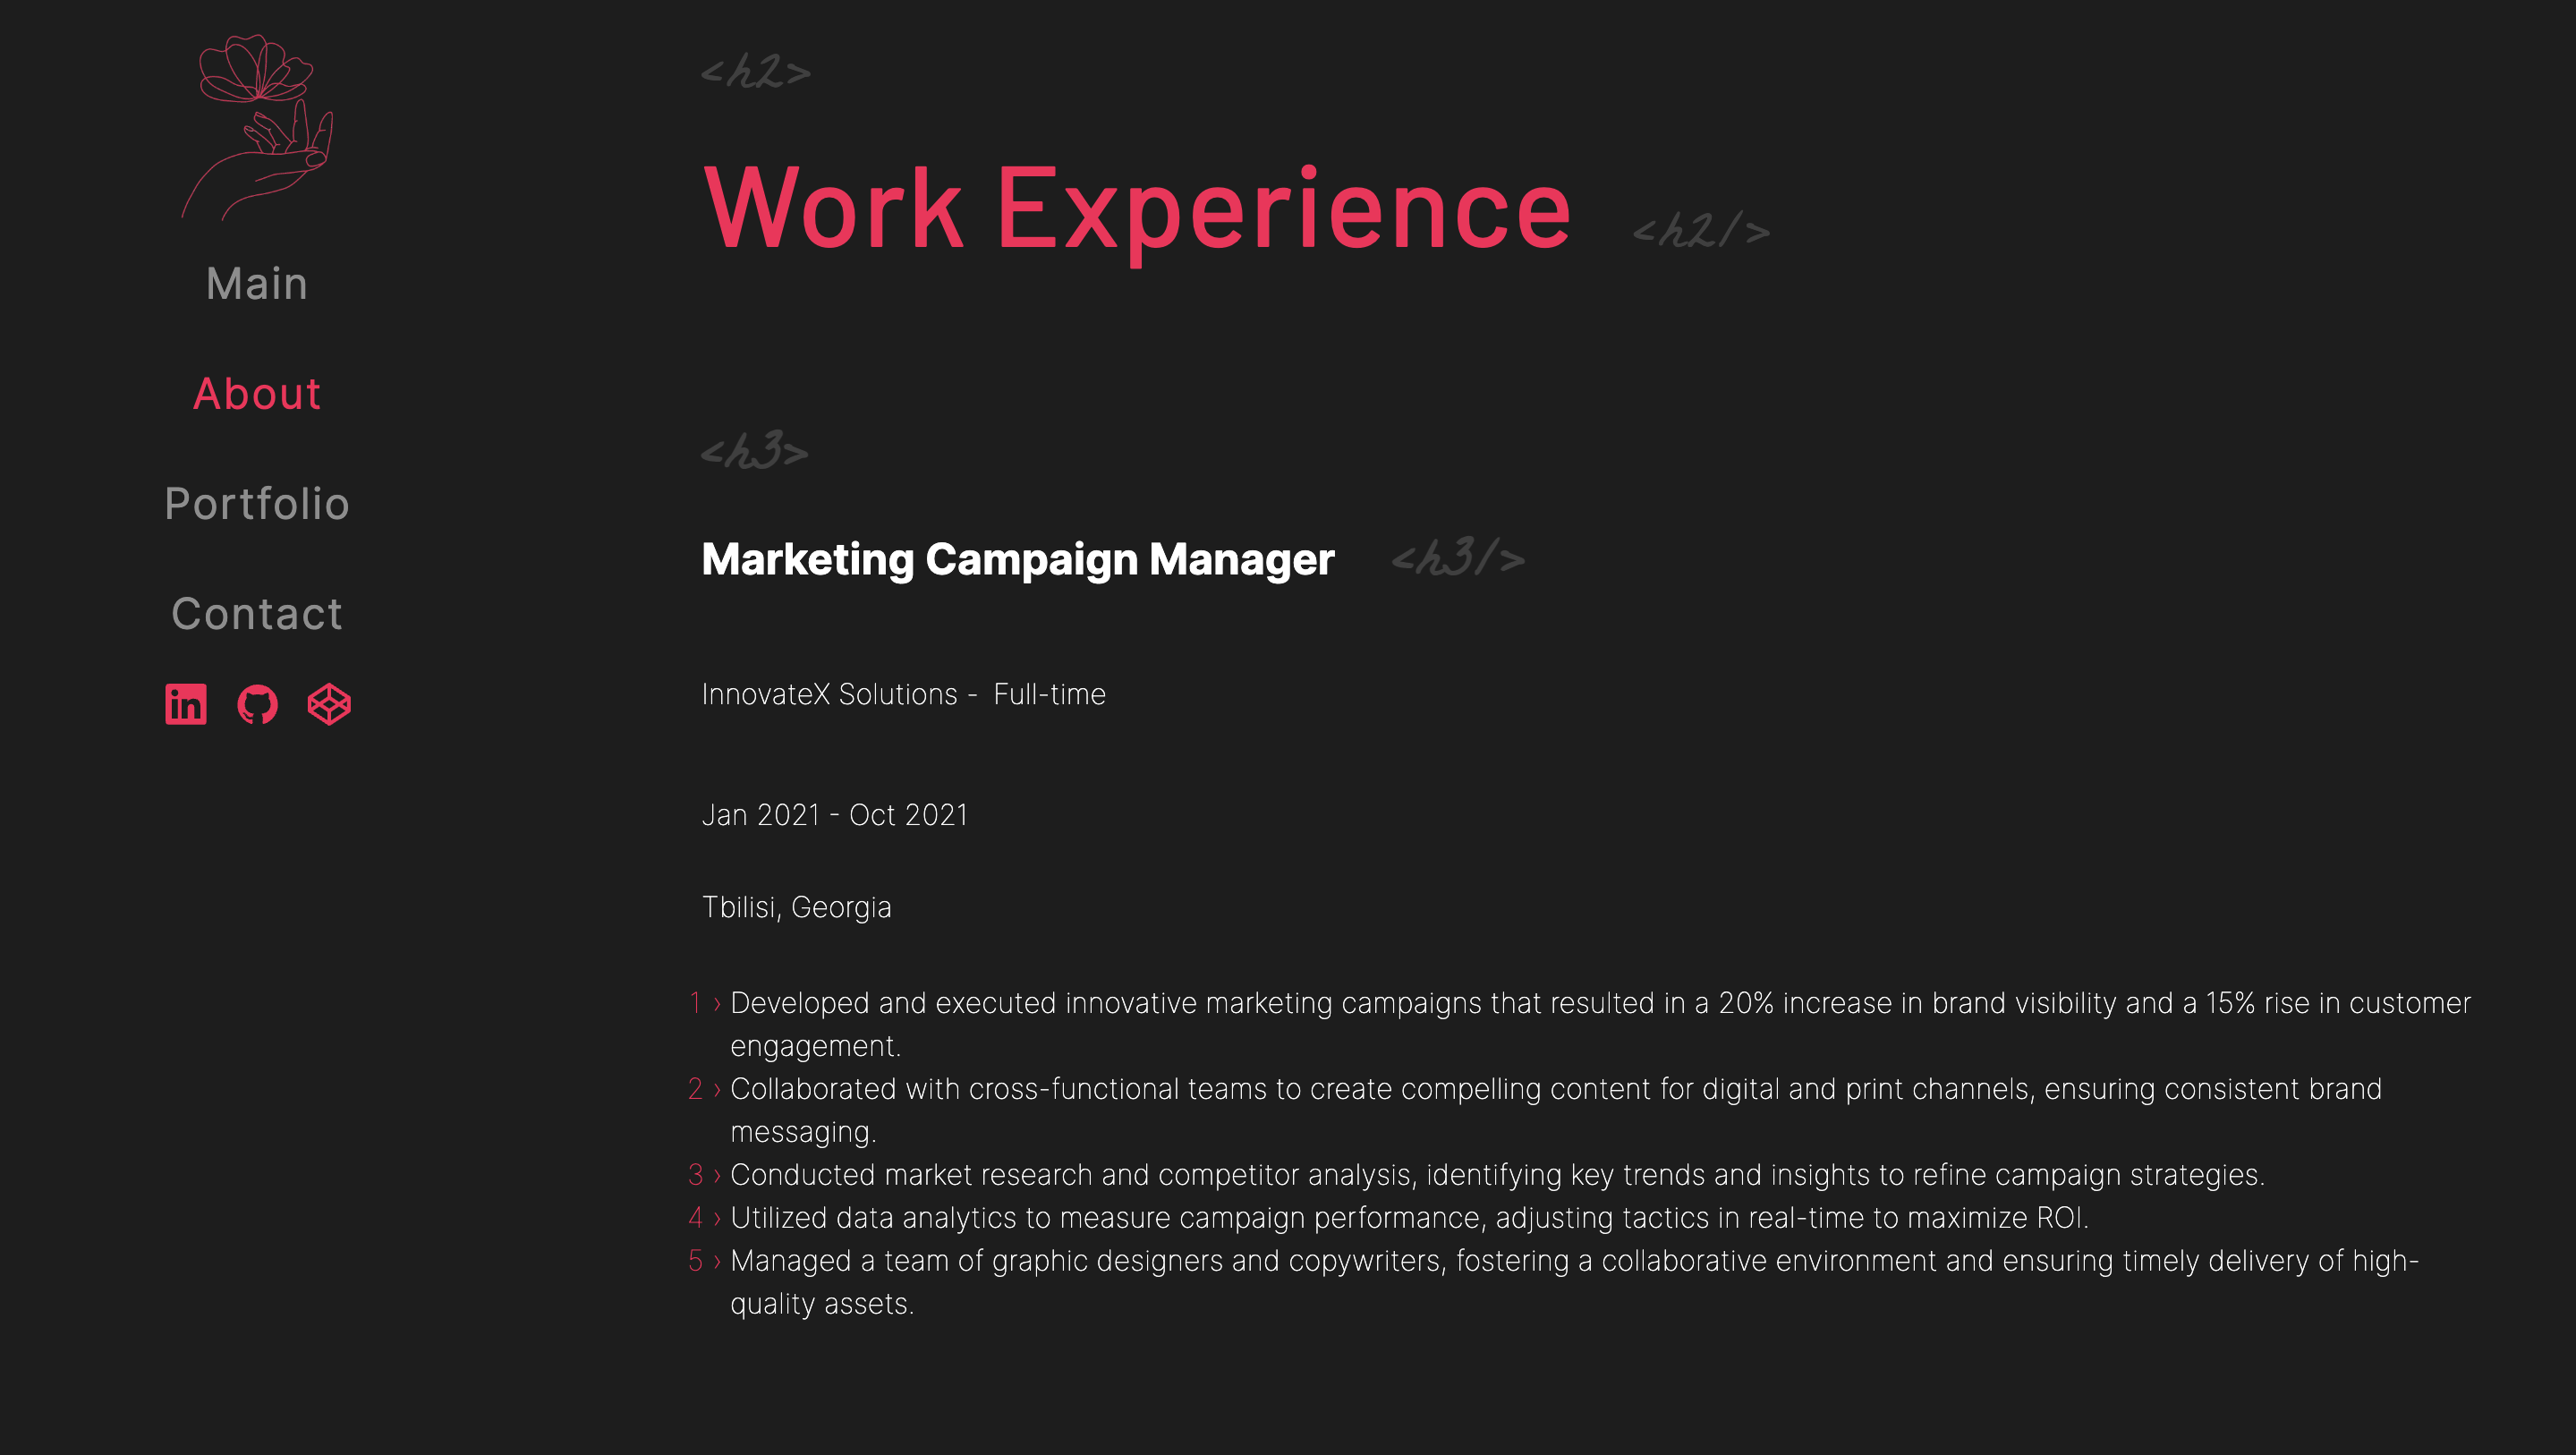 Main
About
Portfolio
Contact
in
<h2>
Work Experience <h2/>
<h3>
Marketing Campaign Manager <h3/>
InnovateX Solutions - Full-time
Jan 2021 - Oct 2021
Tbilisi, Georgia
1 › Developed and executed innovative marketing campaigns that resulted in a 20% increase in brand visibility and a 15% rise in customer
engagement.
2 › Collaborated with cross-functional teams to create compelling content for digital and print channels, ensuring consistent brand
messaging.
3 › Conducted market research and competitor analysis, identifying key trends and insights to refine campaign strategies.
4 › Utilized data analytics to measure campaign performance, adjusting tactics in real-time to maximize ROI.
5 › Managed a team of graphic designers and copywriters, fostering a collaborative environment and ensuring timely delivery of high-
quality assets.